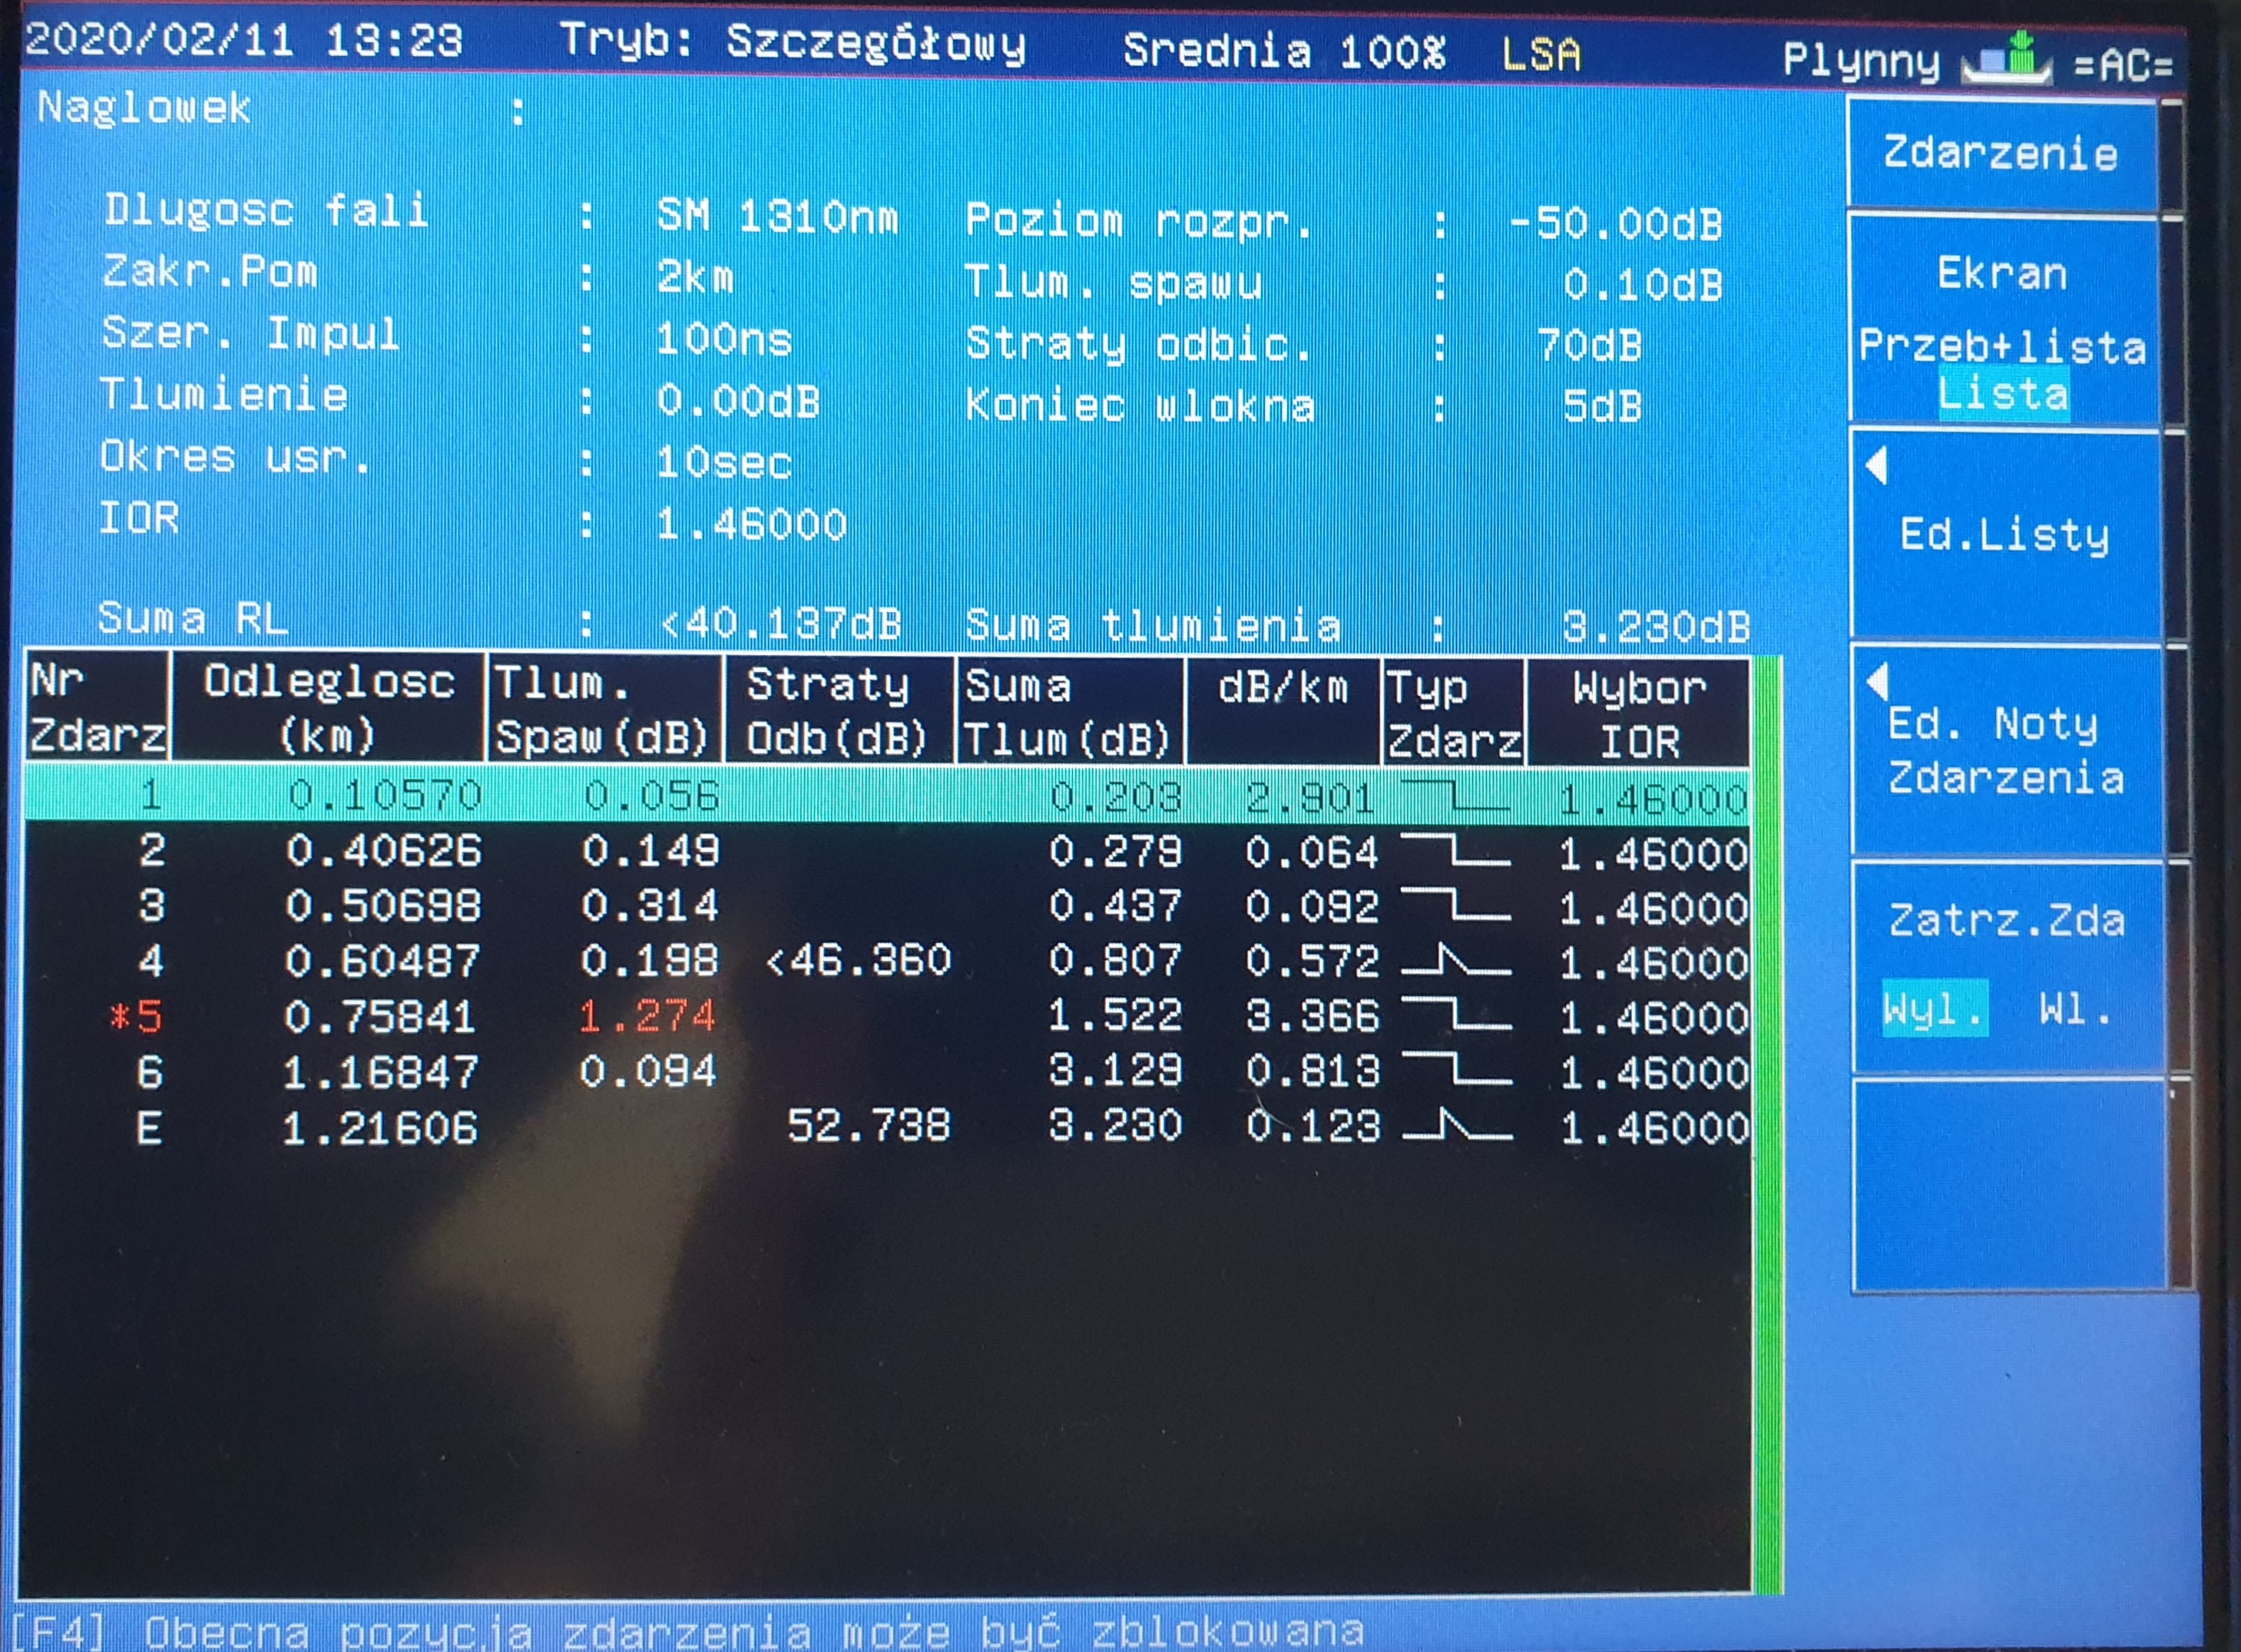 2020/02/11 13:23 Tryb: Szczegółowy Srednia 100% LSA Plynny =AC=
Naglowek :
Dlugosc fali : SM 1310nm Poziom rozpr. : -50.00dB
Zakr.Pom : 2km Tlum. spawu : 0.10dB
Szer. Impul : 100ns Straty odbic. : 70dB
Tlumienie : 0.00dB Koniec wlokna : 5dB
Okres usr. : 10sec
IOR : 1.46000
Suma RL : <40.137dB Suma tlumienia : 3.230dB
Nr Odleglosc Tlum. Straty Suma dB/km Typ Wybor
Zdarz (km) Spaw(dB) Odb(dB) Tlum(dB) Zdarz IOR
1 0.10570 0.056 0.203 2.901 1.46000
2 0.40626 0.149 0.279 0.064 1.46000
3 0.50698 0.314 0.437 0.092 1.46000
4 0.60487 0.198 <46.360 0.807 0.572 1.46000
*5 0.75841 1.274 1.522 3.366 1.46000
6 1.16847 0.094 3.129 0.813 1.46000
E 1.21606 52.738 3.230 0.123 1.46000
Zdarzenie
Ekran
Przeb+lista
Lista
Ed.Listy
Ed. Noty
Zdarzenia
Zatrz.Zda
Wyl. Wl.
[F4] Obecna pozycja zdarzenia może być zblokowana